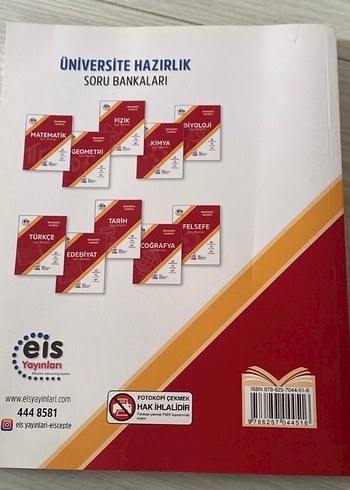 ÜNİVERSİTE HAZIRLIK
SORU BANKALARI
MATEMATİK
GEOMETRİ
FİZİK
KİMYA
BİYOLOJİ
TÜRKÇE
EDEBİYAT
TARİH
COĞRAFYA
FELSEFE
eis
Yayınları
www.eisyayinlari.com
444 8581
eis yayinlari-eiscepte
FOTOKOPİ ÇEKMEK
HAK İHLALİDİR
ISBN 978-625-7044-51-6
9786257044516